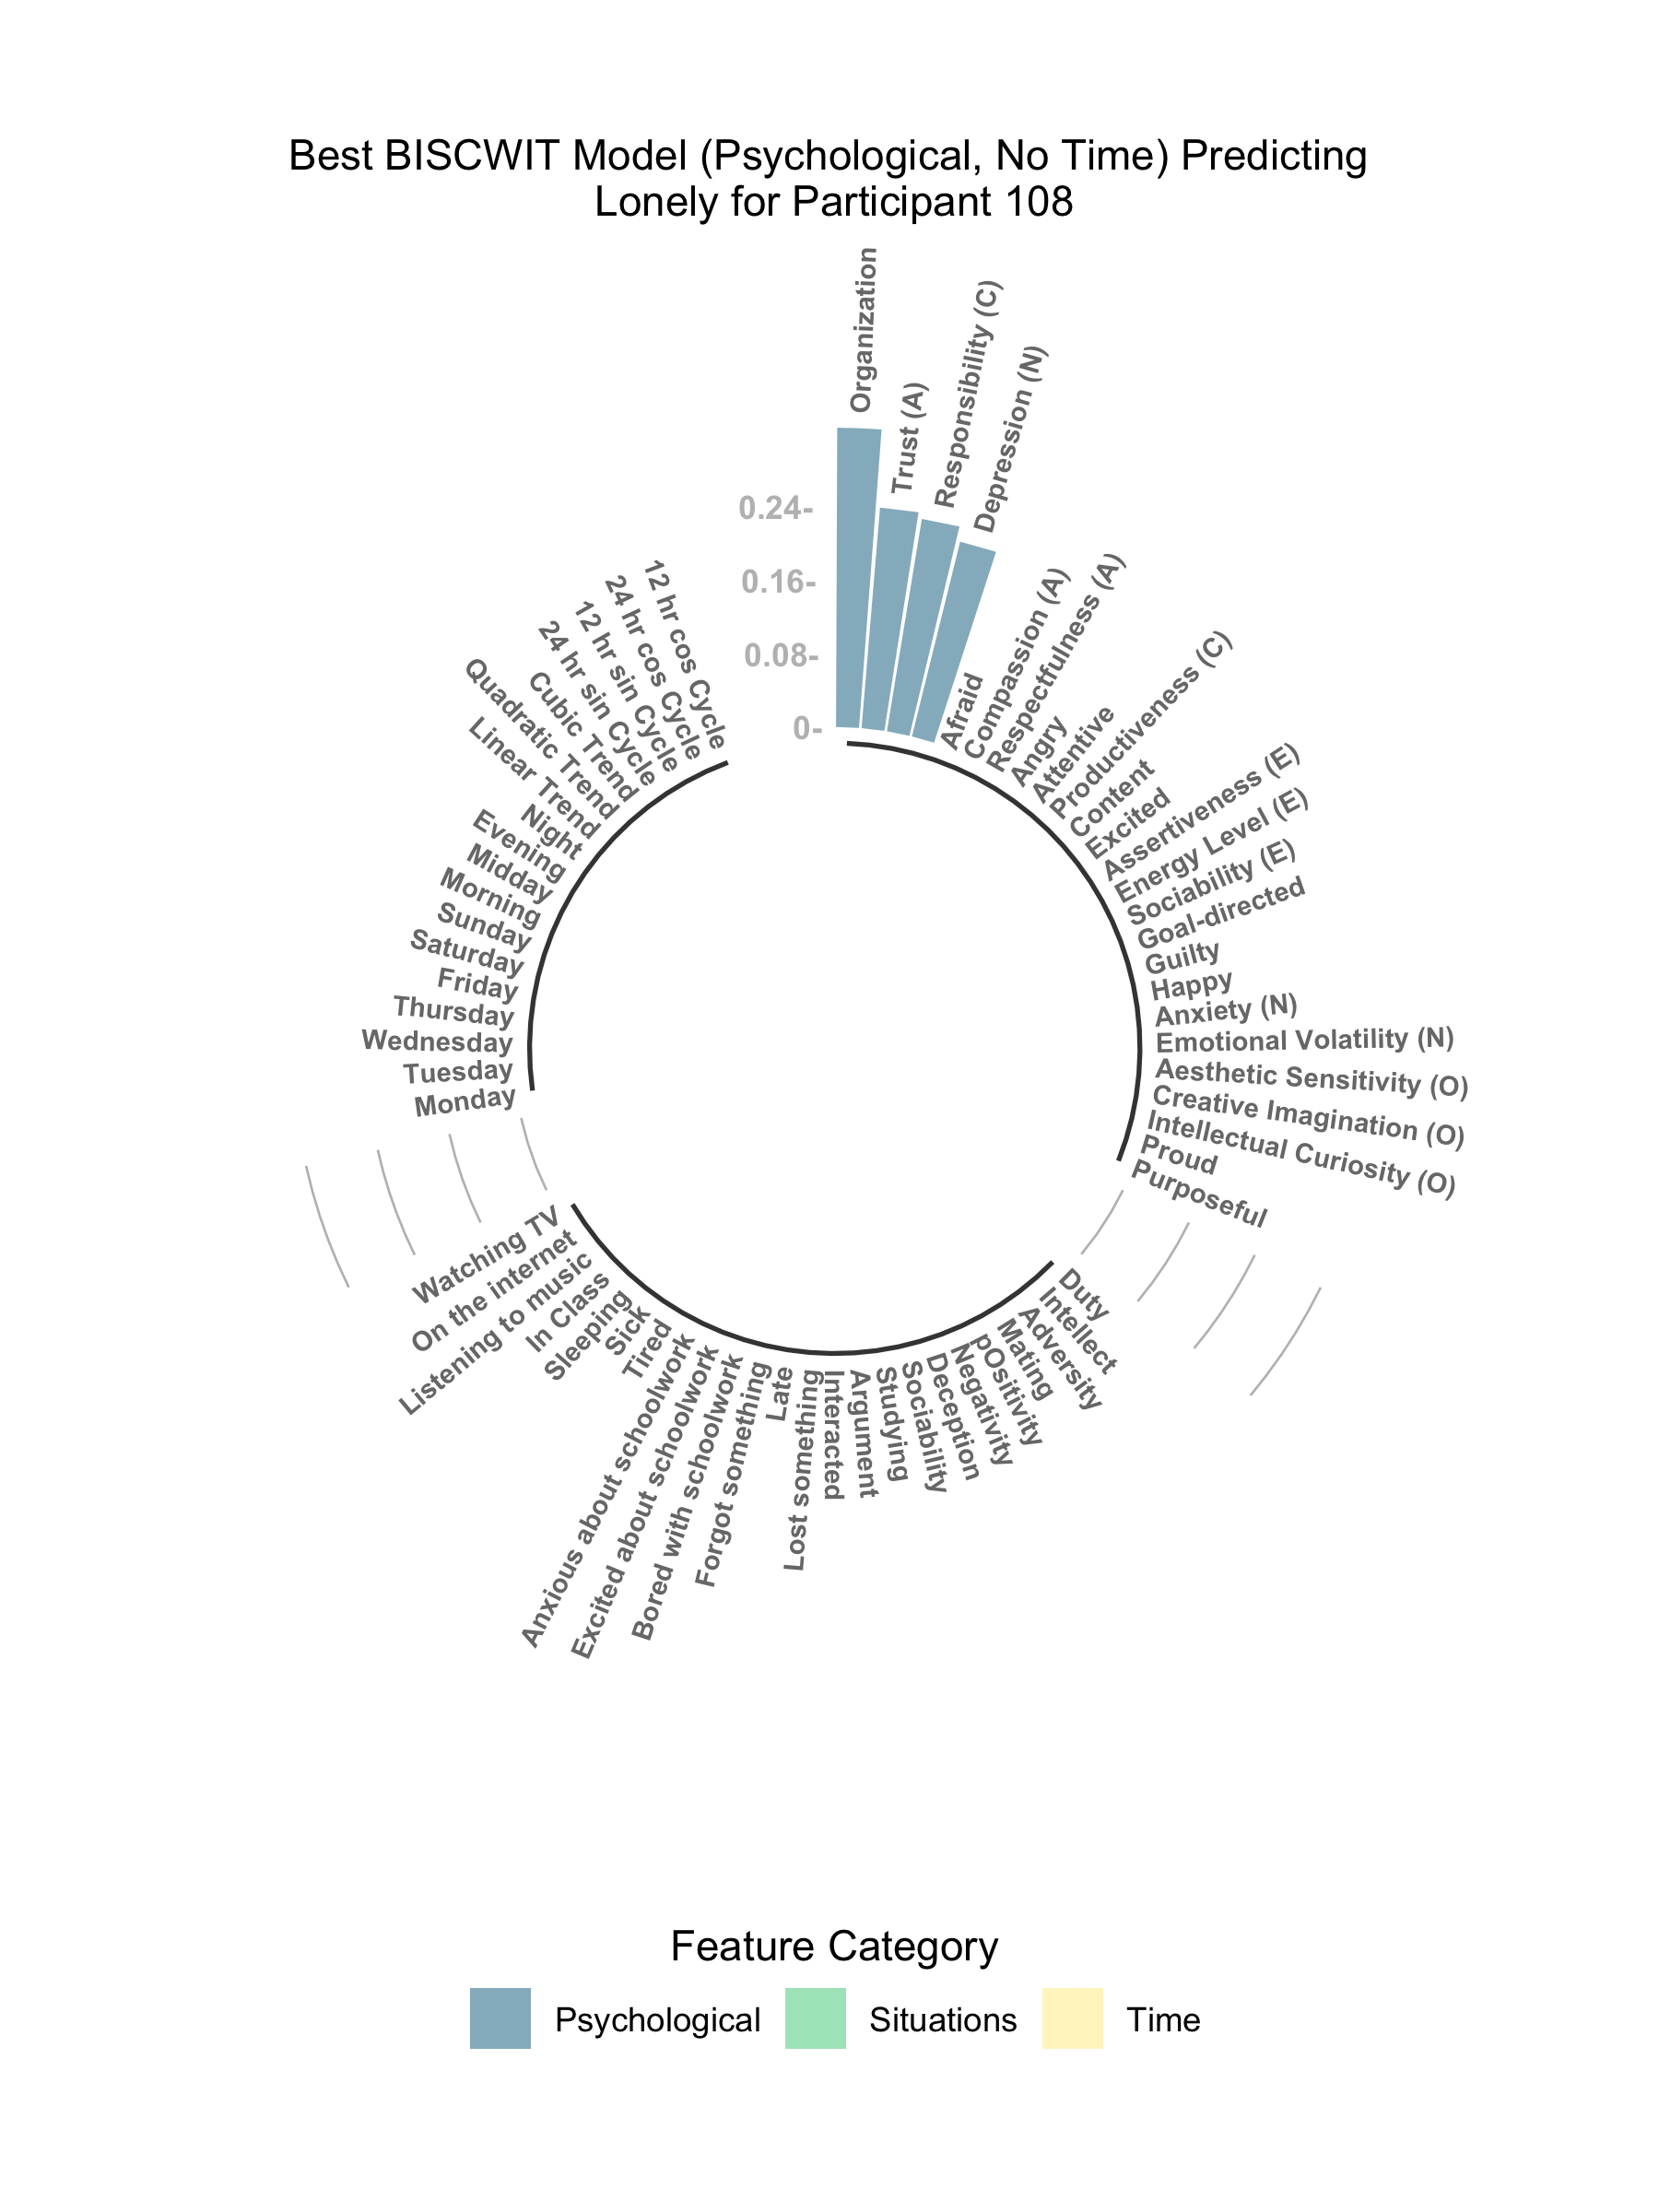 Best BISCWIT Model (Psychological, No Time) Predicting
Lonely for Participant 108
Organization
Trust (A)
Responsibility (C)
Depression (N)
Afraid
Compassion (A)
Respectfulness (A)
Angry
Attentive
Productiveness (C)
Content
Excited
Assertiveness (E)
Energy Level (E)
Sociability (E)
Goal-directed
Guilty
Happy
Anxiety (N)
Emotional Volatility (N)
Aesthetic Sensitivity (O)
Creative Imagination (O)
Intellectual Curiosity (O)
Proud
Purposeful
Duty
Intellect
Adversity
Mating
pOsitivity
Negativity
Deception
Sociability
Studying
Argument
Interacted
Lost something
Late
Forgot something
Bored with schoolwork
Excited about schoolwork
Anxious about schoolwork
Tired
Sick
Sleeping
In Class
Listening to music
On the internet
Watching TV
Monday
Tuesday
Wednesday
Thursday
Friday
Saturday
Sunday
Morning
Midday
Evening
Night
Linear Trend
Quadratic Trend
Cubic Trend
24 hr sin Cycle
12 hr sin Cycle
24 hr cos Cycle
12 hr cos Cycle
0.24-
0.16-
0.08-
0-
Feature Category
Psychological
Situations
Time